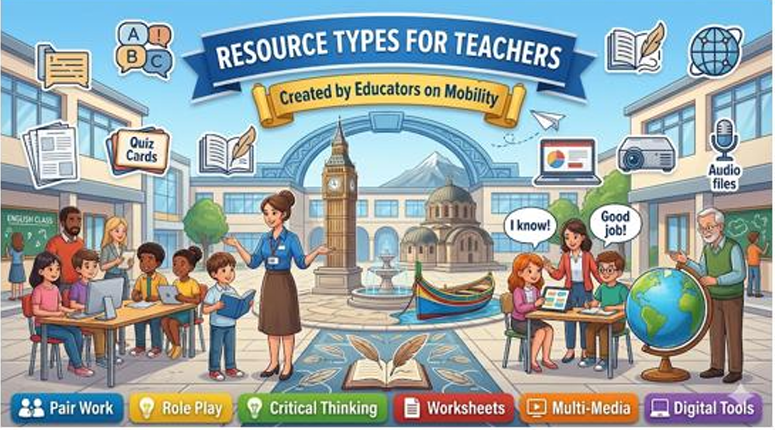 RESOURCE TYPES FOR TEACHERS
Created by Educators on Mobility
A !
B C
Quiz
Cards
Audio
files
ENGLISH CLASS
I know!
Good
job!
Pair Work
Role Play
Critical Thinking
Worksheets
Multi-Media
Digital Tools